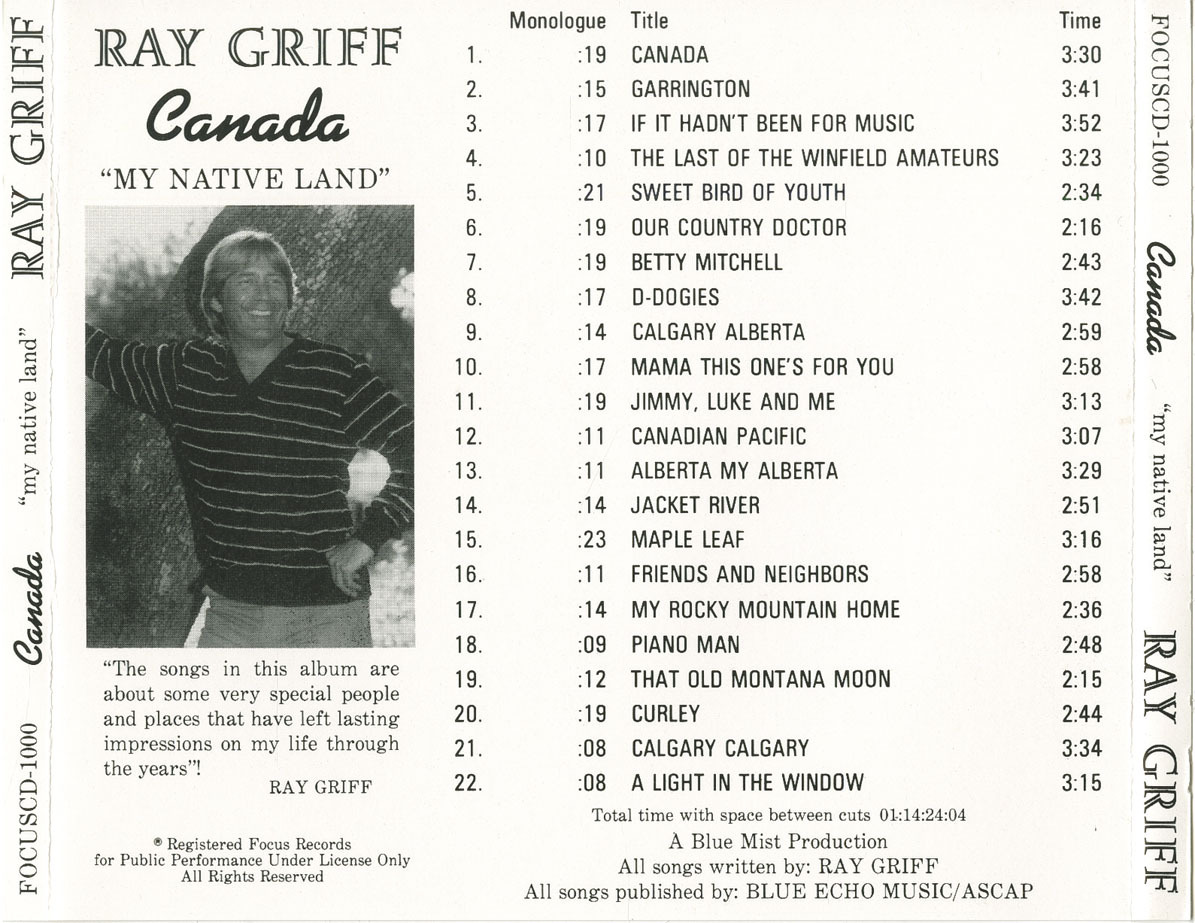 RAY GRIFF
Canada
"my native land"
RAY GRIFF
Canada
"MY NATIVE LAND"
"The songs in this album are
about some very special people
and places that have left lasting
impressions on my life through
the years"!
RAY GRIFF
® Registered Focus Records
for Public Performance Under License Only
All Rights Reserved
Monologue Title Time
1. :19 CANADA 3:30
2. :15 GARRINGTON 3:41
3. :17 IF IT HADN'T BEEN FOR MUSIC 3:52
4. :10 THE LAST OF THE WINFIELD AMATEURS 3:23
5. :21 SWEET BIRD OF YOUTH 2:34
6. :19 OUR COUNTRY DOCTOR 2:16
7. :19 BETTY MITCHELL 2:43
8. :17 D-DOGIES 3:42
9. :14 CALGARY ALBERTA 2:59
10. :17 MAMA THIS ONE'S FOR YOU 2:58
11. :19 JIMMY, LUKE AND ME 3:13
12. :11 CANADIAN PACIFIC 3:07
13. :11 ALBERTA MY ALBERTA 3:29
14. :14 JACKET RIVER 2:51
15. :23 MAPLE LEAF 3:16
16. :11 FRIENDS AND NEIGHBORS 2:58
17. :14 MY ROCKY MOUNTAIN HOME 2:36
18. :09 PIANO MAN 2:48
19. :12 THAT OLD MONTANA MOON 2:15
20. :19 CURLEY 2:44
21. :08 CALGARY CALGARY 3:34
22. :08 A LIGHT IN THE WINDOW 3:15
Total time with space between cuts 01:14:24:04
A Blue Mist Production
All songs written by: RAY GRIFF
All songs published by: BLUE ECHO MUSIC/ASCAP
FOCUSCD-1000 Canada "my native land" RAY GRIFF
FOCUSCD-1000